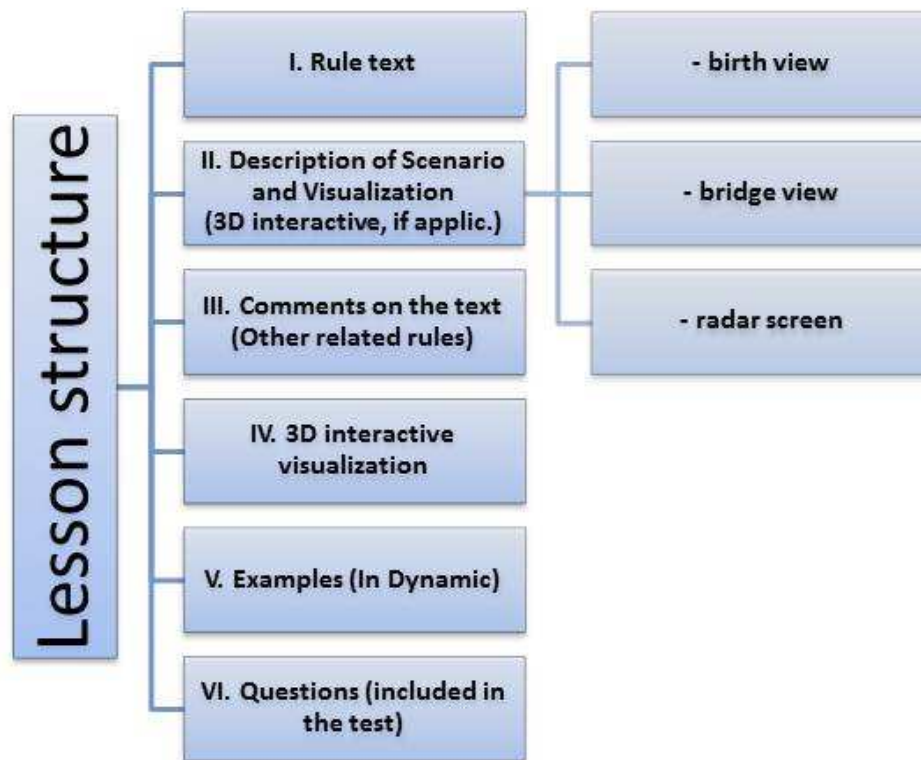 Lesson structure
I. Rule text
II. Description of Scenario
and Visualization
(3D interactive, if applic.)
- birth view
- bridge view
- radar screen
III. Comments on the text
(Other related rules)
IV. 3D interactive
visualization
V. Examples (In Dynamic)
VI. Questions (included in
the test)